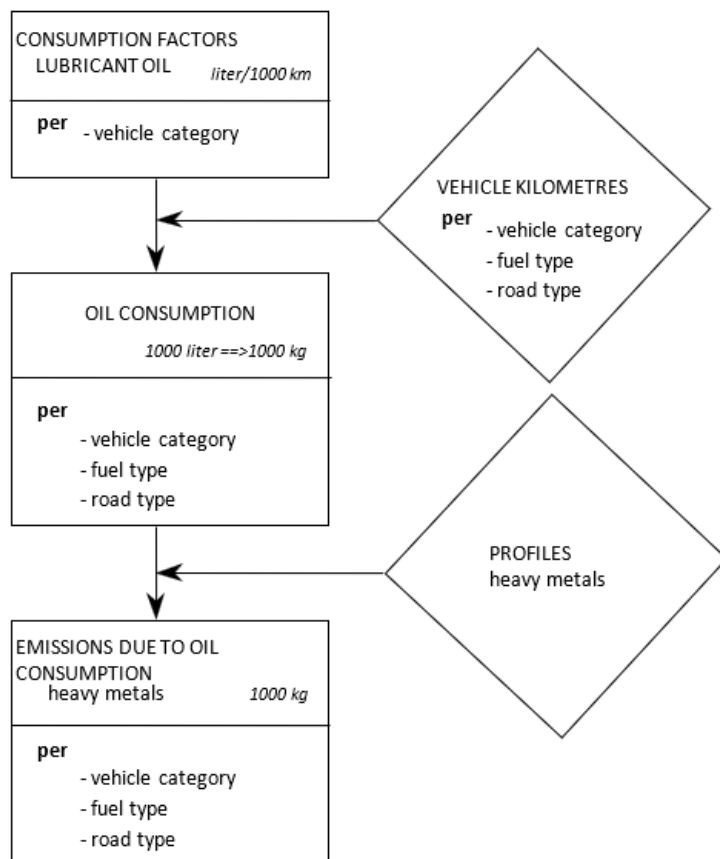 CONSUMPTION FACTORS
LUBRICANT OIL
liter/1000 km
per
- vehicle category
VEHICLE KILOMETRES
per
- vehicle category
- fuel type
- road type
OIL CONSUMPTION
1000 liter ==>1000 kg
per
- vehicle category
- fuel type
- road type
PROFILES
heavy metals
EMISSIONS DUE TO OIL
CONSUMPTION
heavy metals
1000 kg
per
- vehicle category
- fuel type
- road type